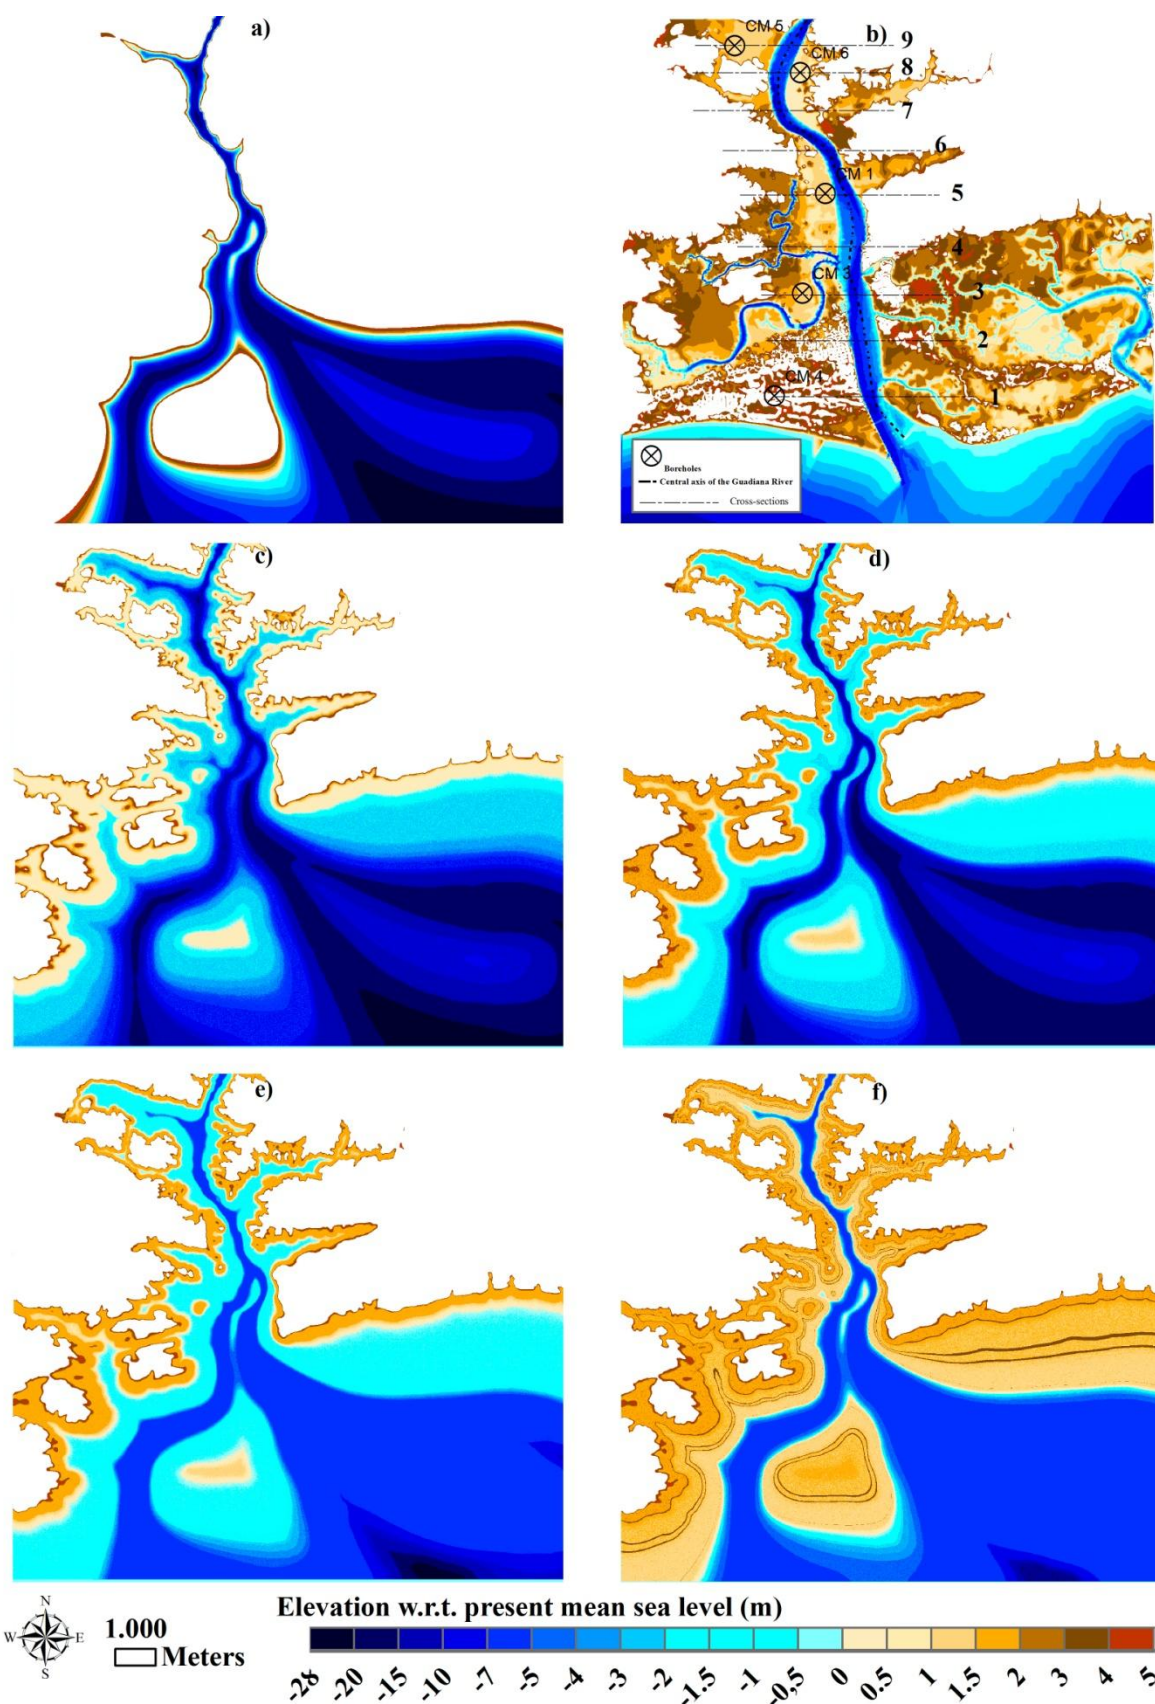 a)
b)
CM 5
9
CM 6
8
7
6
CM 1
5
4
CM 3
3
2
CM 4
1
Boreholes
Central axis of the Guadiana River
Cross-sections
c)
d)
e)
f)
N
W E
S
1.000
Meters
Elevation w.r.t. present mean sea level (m)
-28 -20 -15 -10 -7 -5 -4 -3 -2 -1.5 -1 -0,5 0 0.5 1 1.5 2 3 4 5